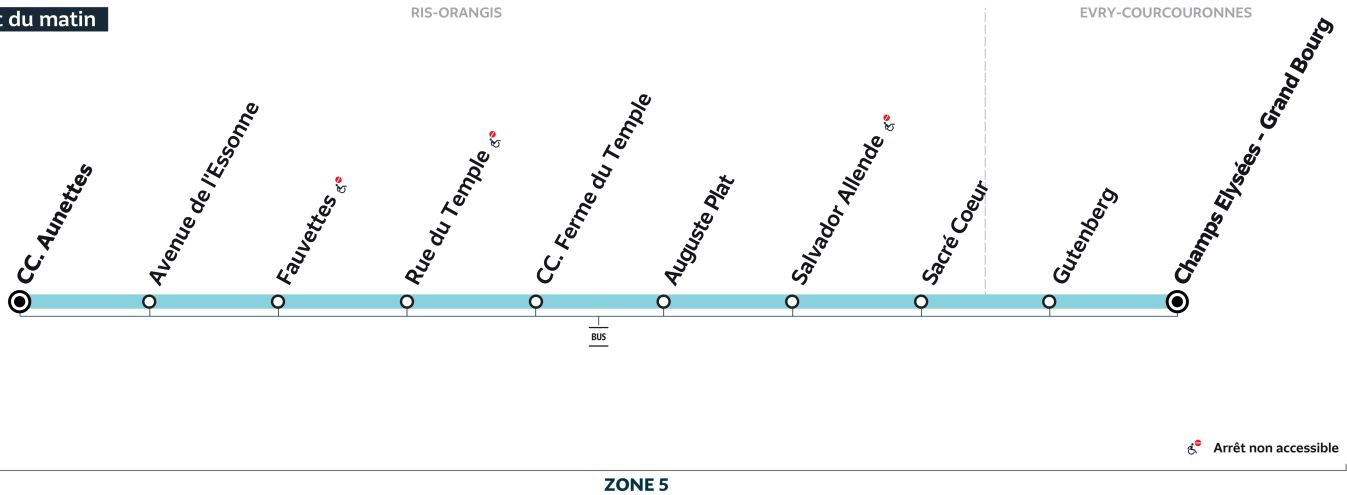 du matin
RIS-ORANGIS
EVRY-COURCOURONNES
CC. Aunettes
Avenue de l'Essonne
Fauvettes
Rue du Temple
CC. Ferme du Temple
Auguste Plat
Salvador Allende
Sacré Coeur
Gutenberg
Champs Elysées - Grand Bourg
BUS
Arrêt non accessible
ZONE 5